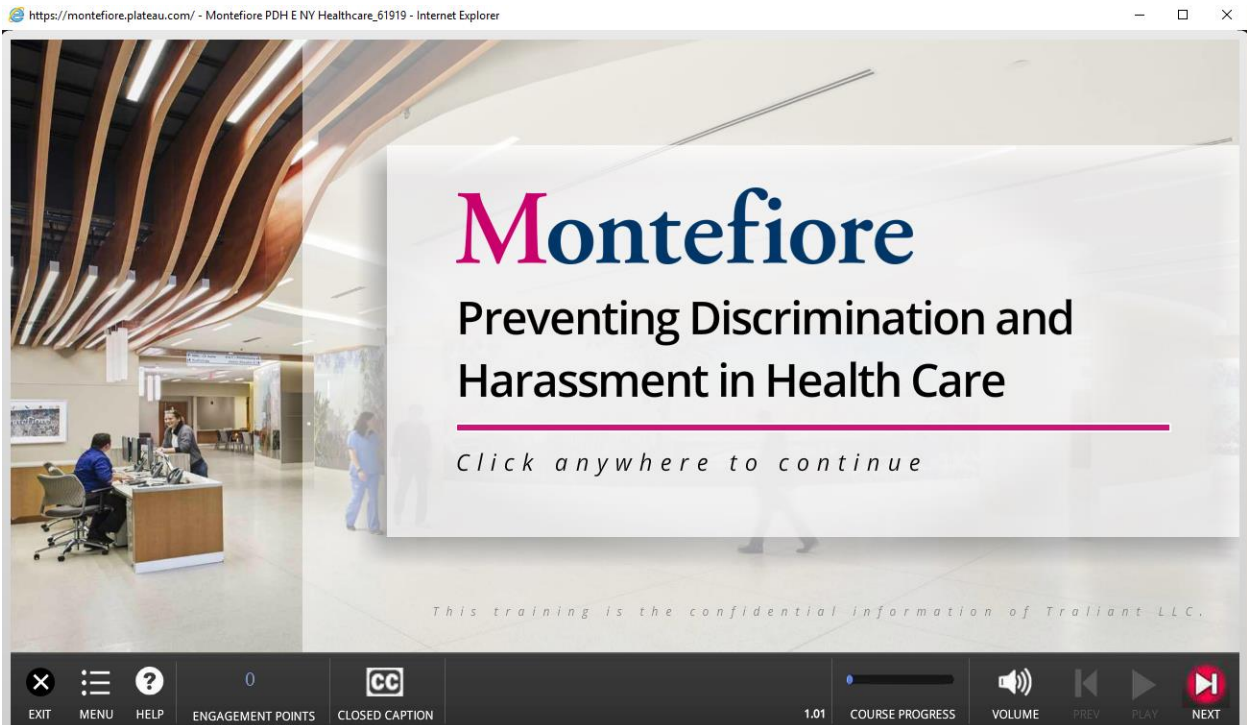 https://montefiore.plateau.com/ - Montefiore PDH E NY Healthcare_61919 - Internet Explorer
Montefiore
Preventing Discrimination and
Harassment in Health Care
Click anywhere to continue
This training is the confidential information of Traliant LLC.
0
CC
1.01
EXIT MENU HELP ENGAGEMENT POINTS CLOSED CAPTION COURSE PROGRESS VOLUME PREV PLAY NEXT